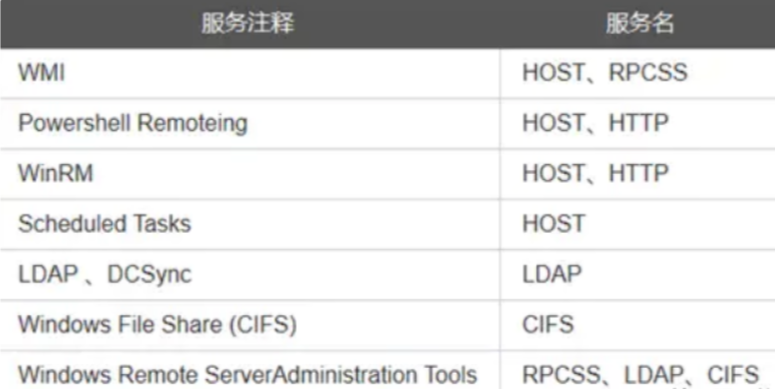 服务注释 服务名
WMI HOST、RPCSS
Powershell Remoteing HOST、HTTP
WinRM HOST、HTTP
Scheduled Tasks HOST
LDAP 、DCSync LDAP
Windows File Share (CIFS) CIFS
Windows Remote ServerAdministration Tools RPCSS、LDAP、CIFS